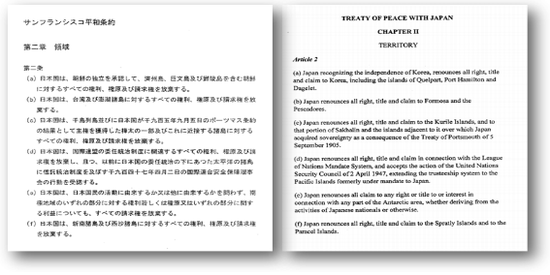 サンフランシスコ平和条約
第二章　領域
第二条
(a) 日本国は、朝鮮の独立を承認して、済州島、巨文島及び鬱陵島を含む朝鮮
に対するすべての権利、権原及び請求権を放棄する。
(b) 日本国は、台湾及び澎湖諸島に対するすべての権利、権原及び請求権を放
棄する。
(c) 日本国は、千島列島並びに日本国が千九百五年九月五日のポーツマス条約
の結果として主権を獲得した樺太の一部及びこれに近接する諸島に対する
すべての権利、権原及び請求権を放棄する。
(d) 日本国は、国際連盟の委任統治制度に関連するすべての権利、権原及び請
求権を放棄し、且つ、以前に日本国の委任統治の下にあつた太平洋の諸島
に信託統治制度を及ぼす千九百四十七年四月二日の国際連合安全保障理事
会の行動を受諾する。
(e) 日本国は、日本国民の活動に由来するか又は他に由来するかを問わず、南
極地域のいずれの部分に対する権利若しくは権原又はいずれの部分に関す
る利益についても、すべての請求権を放棄する。
(f) 日本国は、新南群島及び西沙群島に対するすべての権利、権原及び請求権
を放棄する。
TREATY OF PEACE WITH JAPAN
CHAPTER II
TERRITORY
Article 2
(a) Japan recognizing the independence of Korea, renounces all right, title
and claim to Korea, including the islands of Quelpart, Port Hamilton and
Dagelet.
(b) Japan renounces all right, title and claim to Formosa and the
Pescadores.
(c) Japan renounces all right, title and claim to the Kurile Islands, and to
that portion of Sakhalin and the islands adjacent to it over which Japan
acquired sovereignty as a consequence of the Treaty of Portsmouth of 5
September 1905.
(d) Japan renounces all right, title and claim in connection with the League
of Nations Mandate System, and accepts the action of the United Nations
Security Council of 2 April 1947, extending the trusteeship system to the
Pacific Islands formerly under mandate to Japan.
(e) Japan renounces all claim to any right or title to or interest in
connection with any part of the Antarctic area, whether deriving from the
activities of Japanese nationals or otherwise.
(f) Japan renounces all right, title and claim to the Spratly Islands and to the
Paracel Islands.